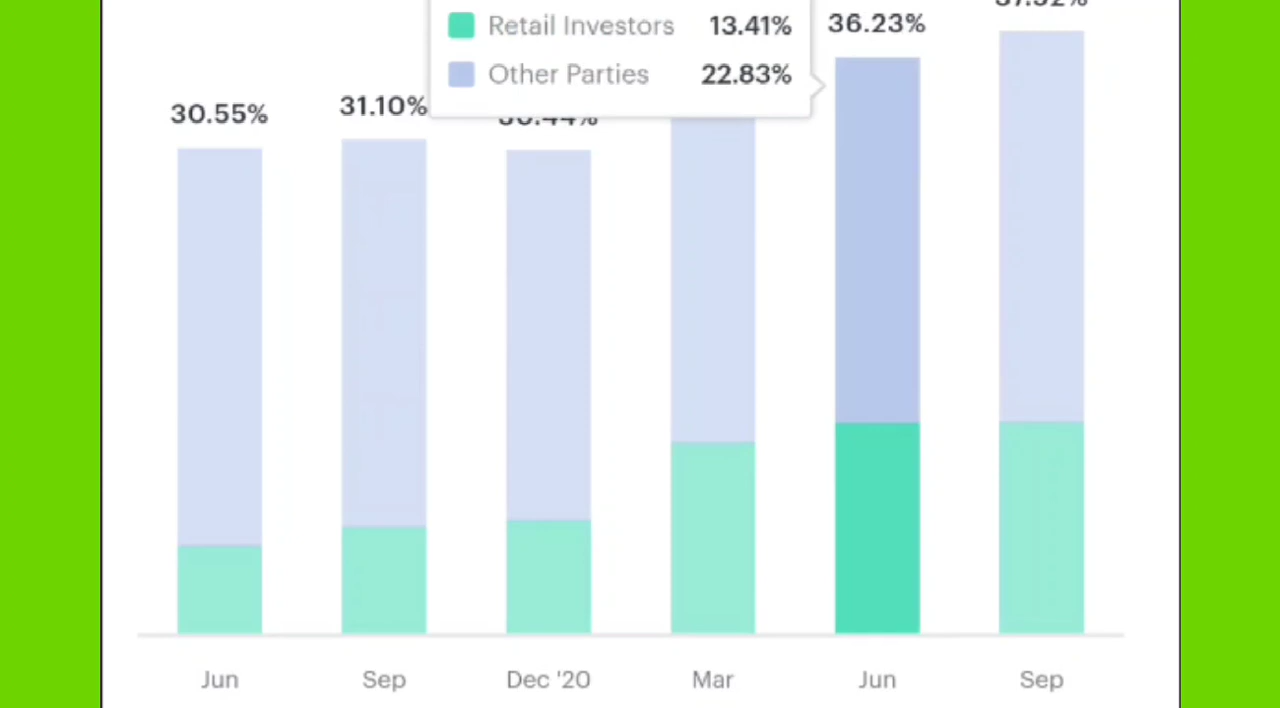 Retail Investors 13.41%
Other Parties 22.83%
36.23%
30.55%
31.10%
Jun Sep Dec '20 Mar Jun Sep